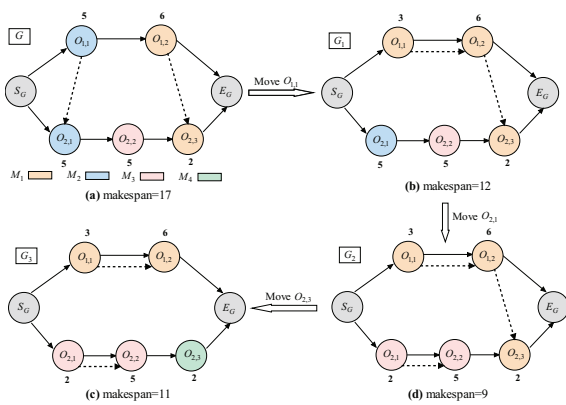 5 6 3 6
G O1,1 O1,2 G1 O1,1 O1,2
SG EG Move O1,1 SG EG
O2,1 O2,2 O2,3 O2,1 O2,2 O2,3
5 5 2 5 5 2
M1 M2 M3 M4
(a) makespan=17 (b) makespan=12
Move O2,1
3 6 3 6
G3 O1,1 O1,2 G2 O1,1 O1,2
SG EG Move O2,3 SG EG
O2,1 O2,2 O2,3 O2,1 O2,2 O2,3
2 5 2 2 5 2
(c) makespan=11 (d) makespan=9